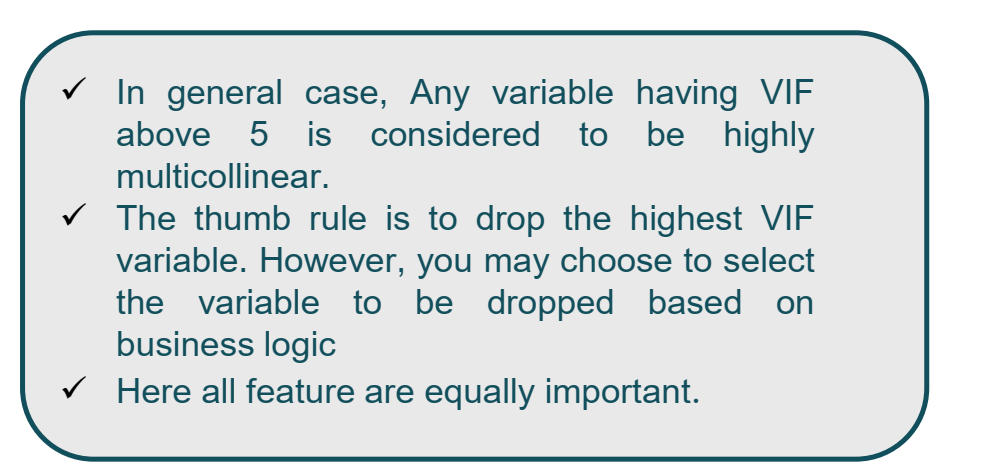 ✓ In general case, Any variable having VIF
above 5 is considered to be highly
multicollinear.
✓ The thumb rule is to drop the highest VIF
variable. However, you may choose to select
the variable to be dropped based on
business logic
✓ Here all feature are equally important.